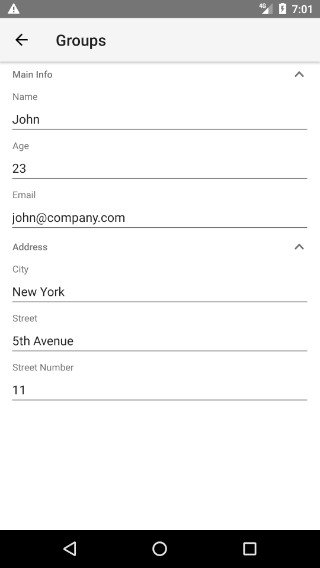 4G 7:01
Groups
Main Info
Name
John
Age
23
Email
john@company.com
Address
City
New York
Street
5th Avenue
Street Number
11